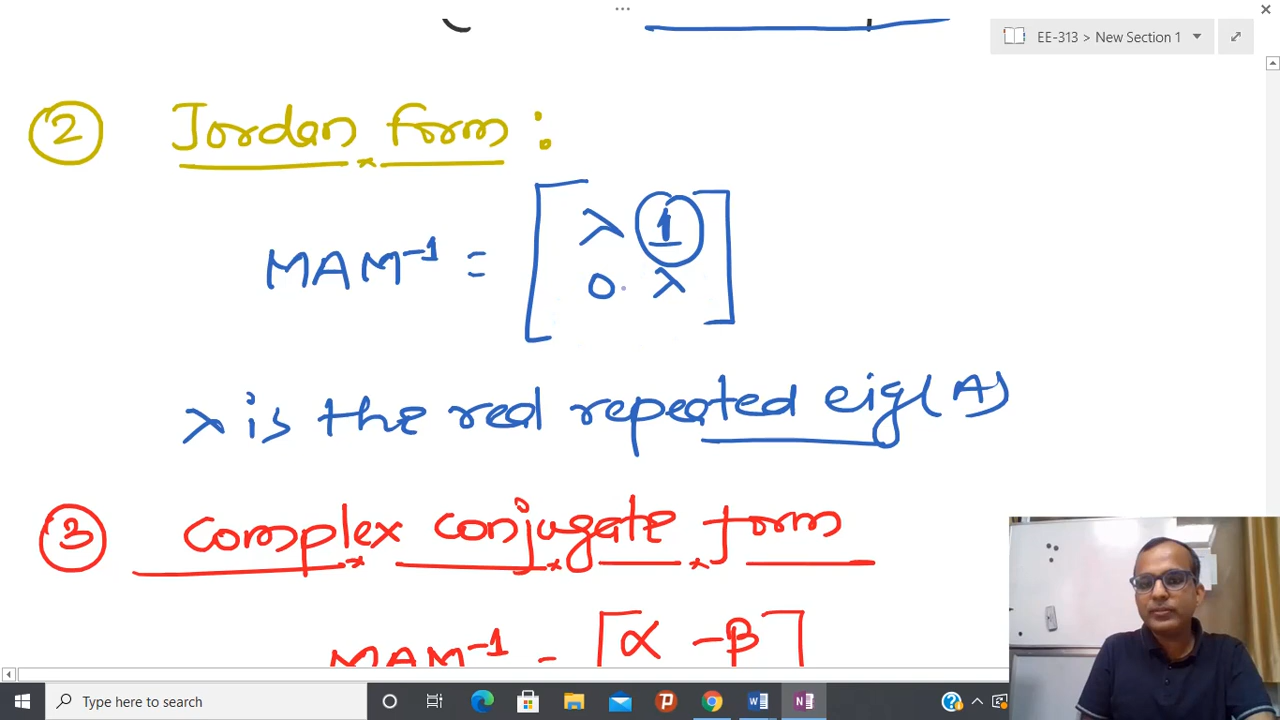 EE-313 > New Section 1
② Jordan form:
MAM⁻¹ = [λ 1
0 λ]
λ is the real repeated eig(A)
③ Complex conjugate form
MAM⁻¹ = [α -β]
Type here to search